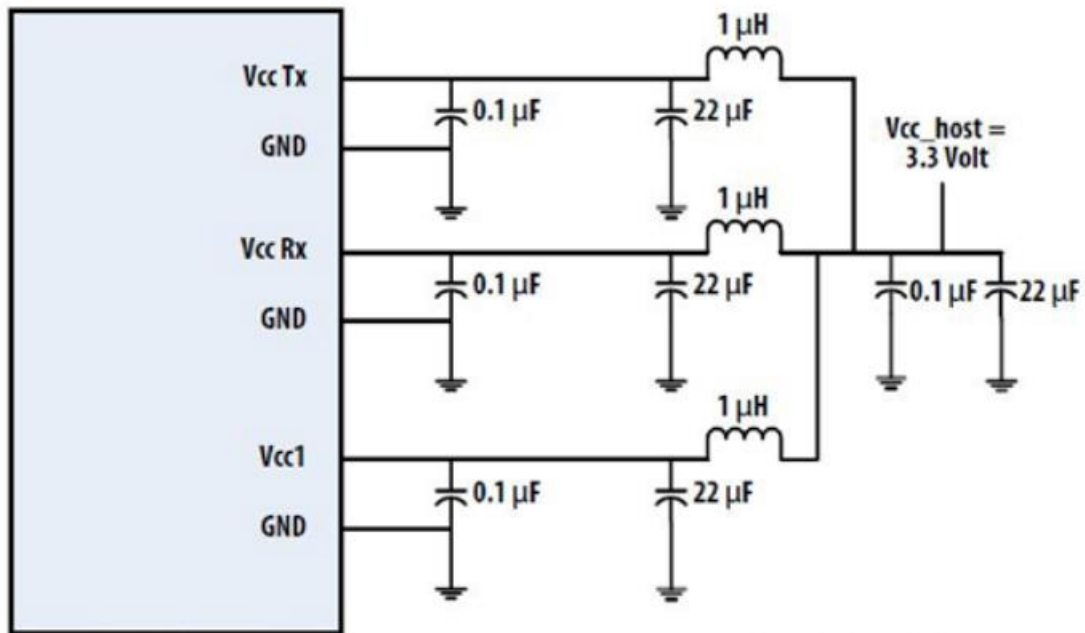 1 µH
Vcc Tx
0.1 µF
22 µF
GND
Vcc_host =
3.3 Volt
1 µH
Vcc Rx
0.1 µF
22 µF
0.1 µF
22 µF
GND
1 µH
Vcc1
0.1 µF
22 µF
GND